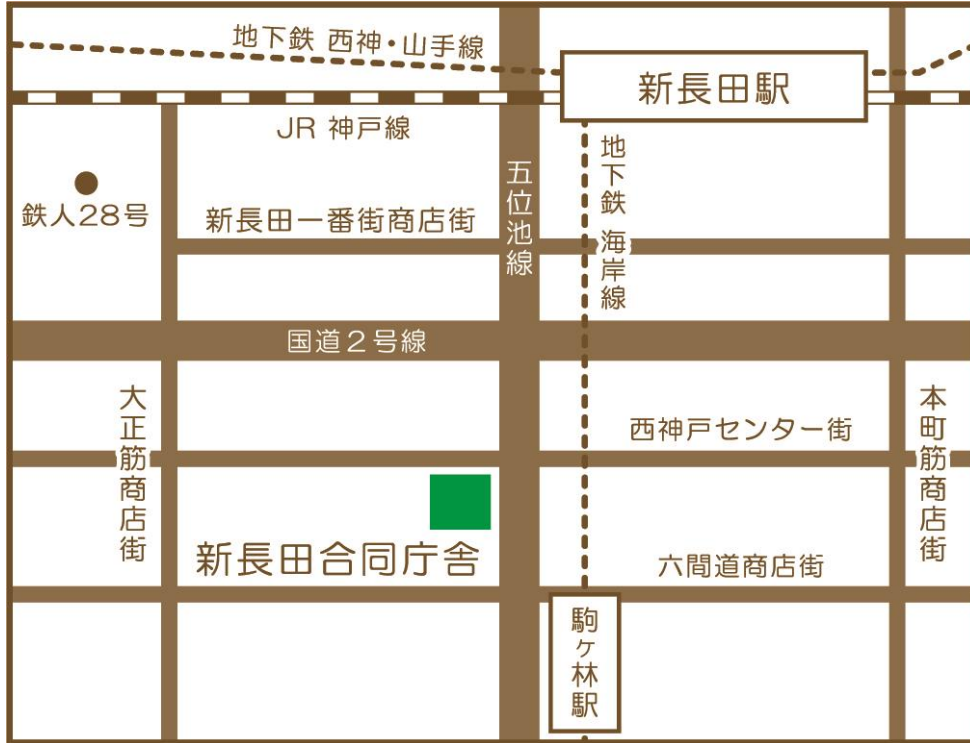 地下鉄 西神・山手線
新長田駅
JR 神戸線
地下鉄 海岸線
五位池線
鉄人28号
新長田一番街商店街
国道2号線
大正筋商店街
西神戸センター街
本町筋商店街
新長田合同庁舎
六間道商店街
駒ヶ林駅